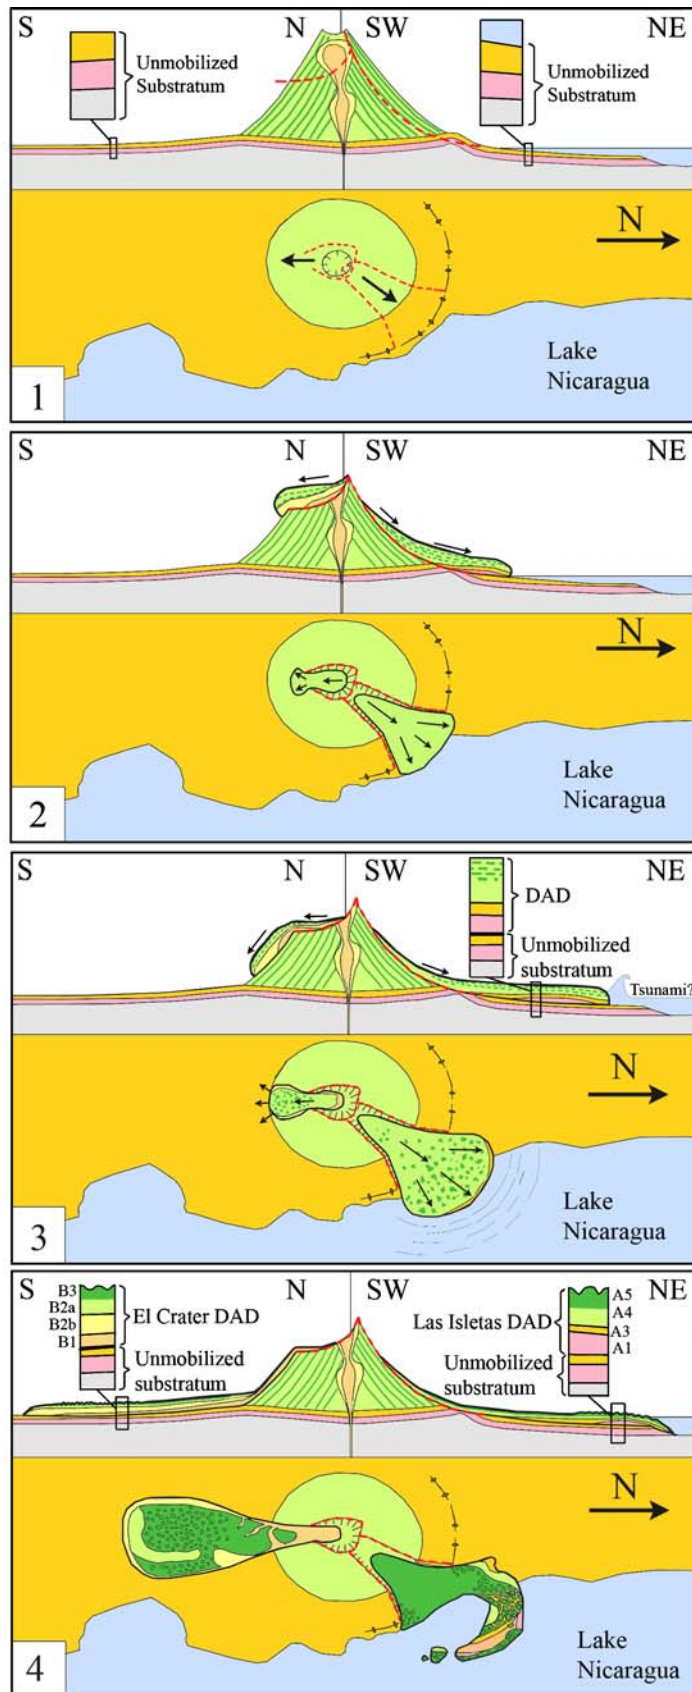 S N SW NE
Unmobilized
Substratum
Unmobilized
Substratum
N
Lake
Nicaragua
1
S N SW NE
N
Lake
Nicaragua
2
S N SW NE
DAD
Unmobilized
substratum
Tsunami?
N
Lake
Nicaragua
3
S N SW NE
B3
B2a
B2b
B1
El Crater DAD
Unmobilized
substratum
Las Isletas DAD
A5
A4
A3
A1
Unmobilized
substratum
N
Lake
Nicaragua
4